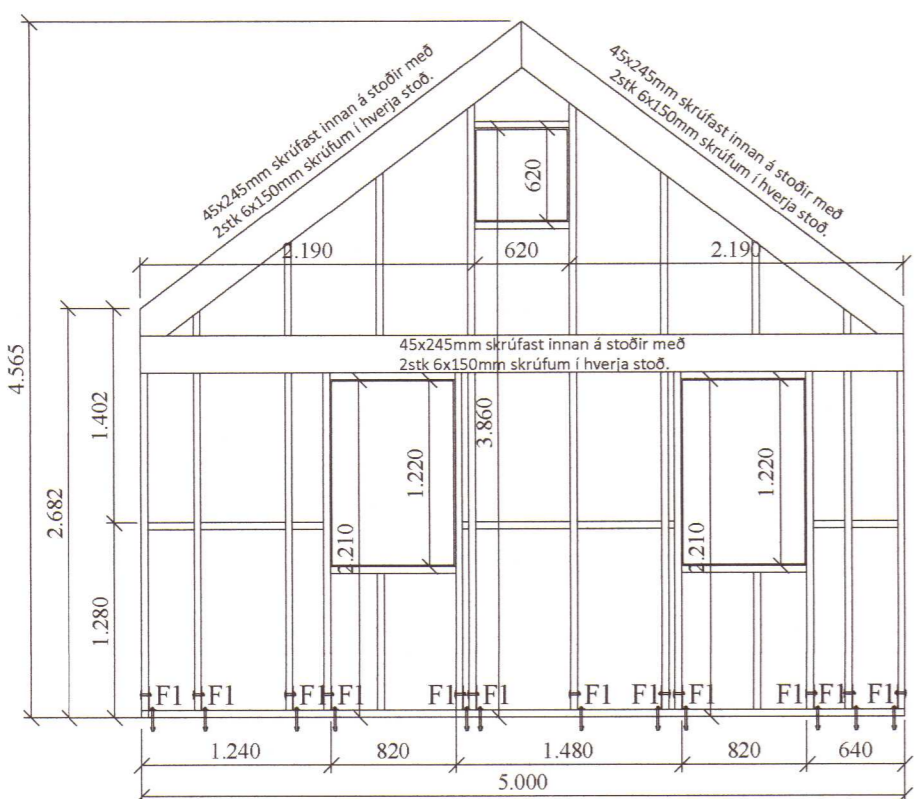 45x245mm skrúfast innan á stoðir með
2stk 6x150mm skrúfum í hverja stoð.
45x245mm skrúfast innan á stoðir með
2stk 6x150mm skrúfum í hverja stoð.
620
2.190
620
2.190
4.565
45x245mm skrúfast innan á stoðir með
2stk 6x150mm skrúfum í hverja stoð.
1.402
3.860
2.682
1.220
1.220
2.210
2.210
1.280
F1 F1 F1 F1 F1 F1 F1 F1 F1 F1 F1
1.240
820
1.480
820
640
5.000